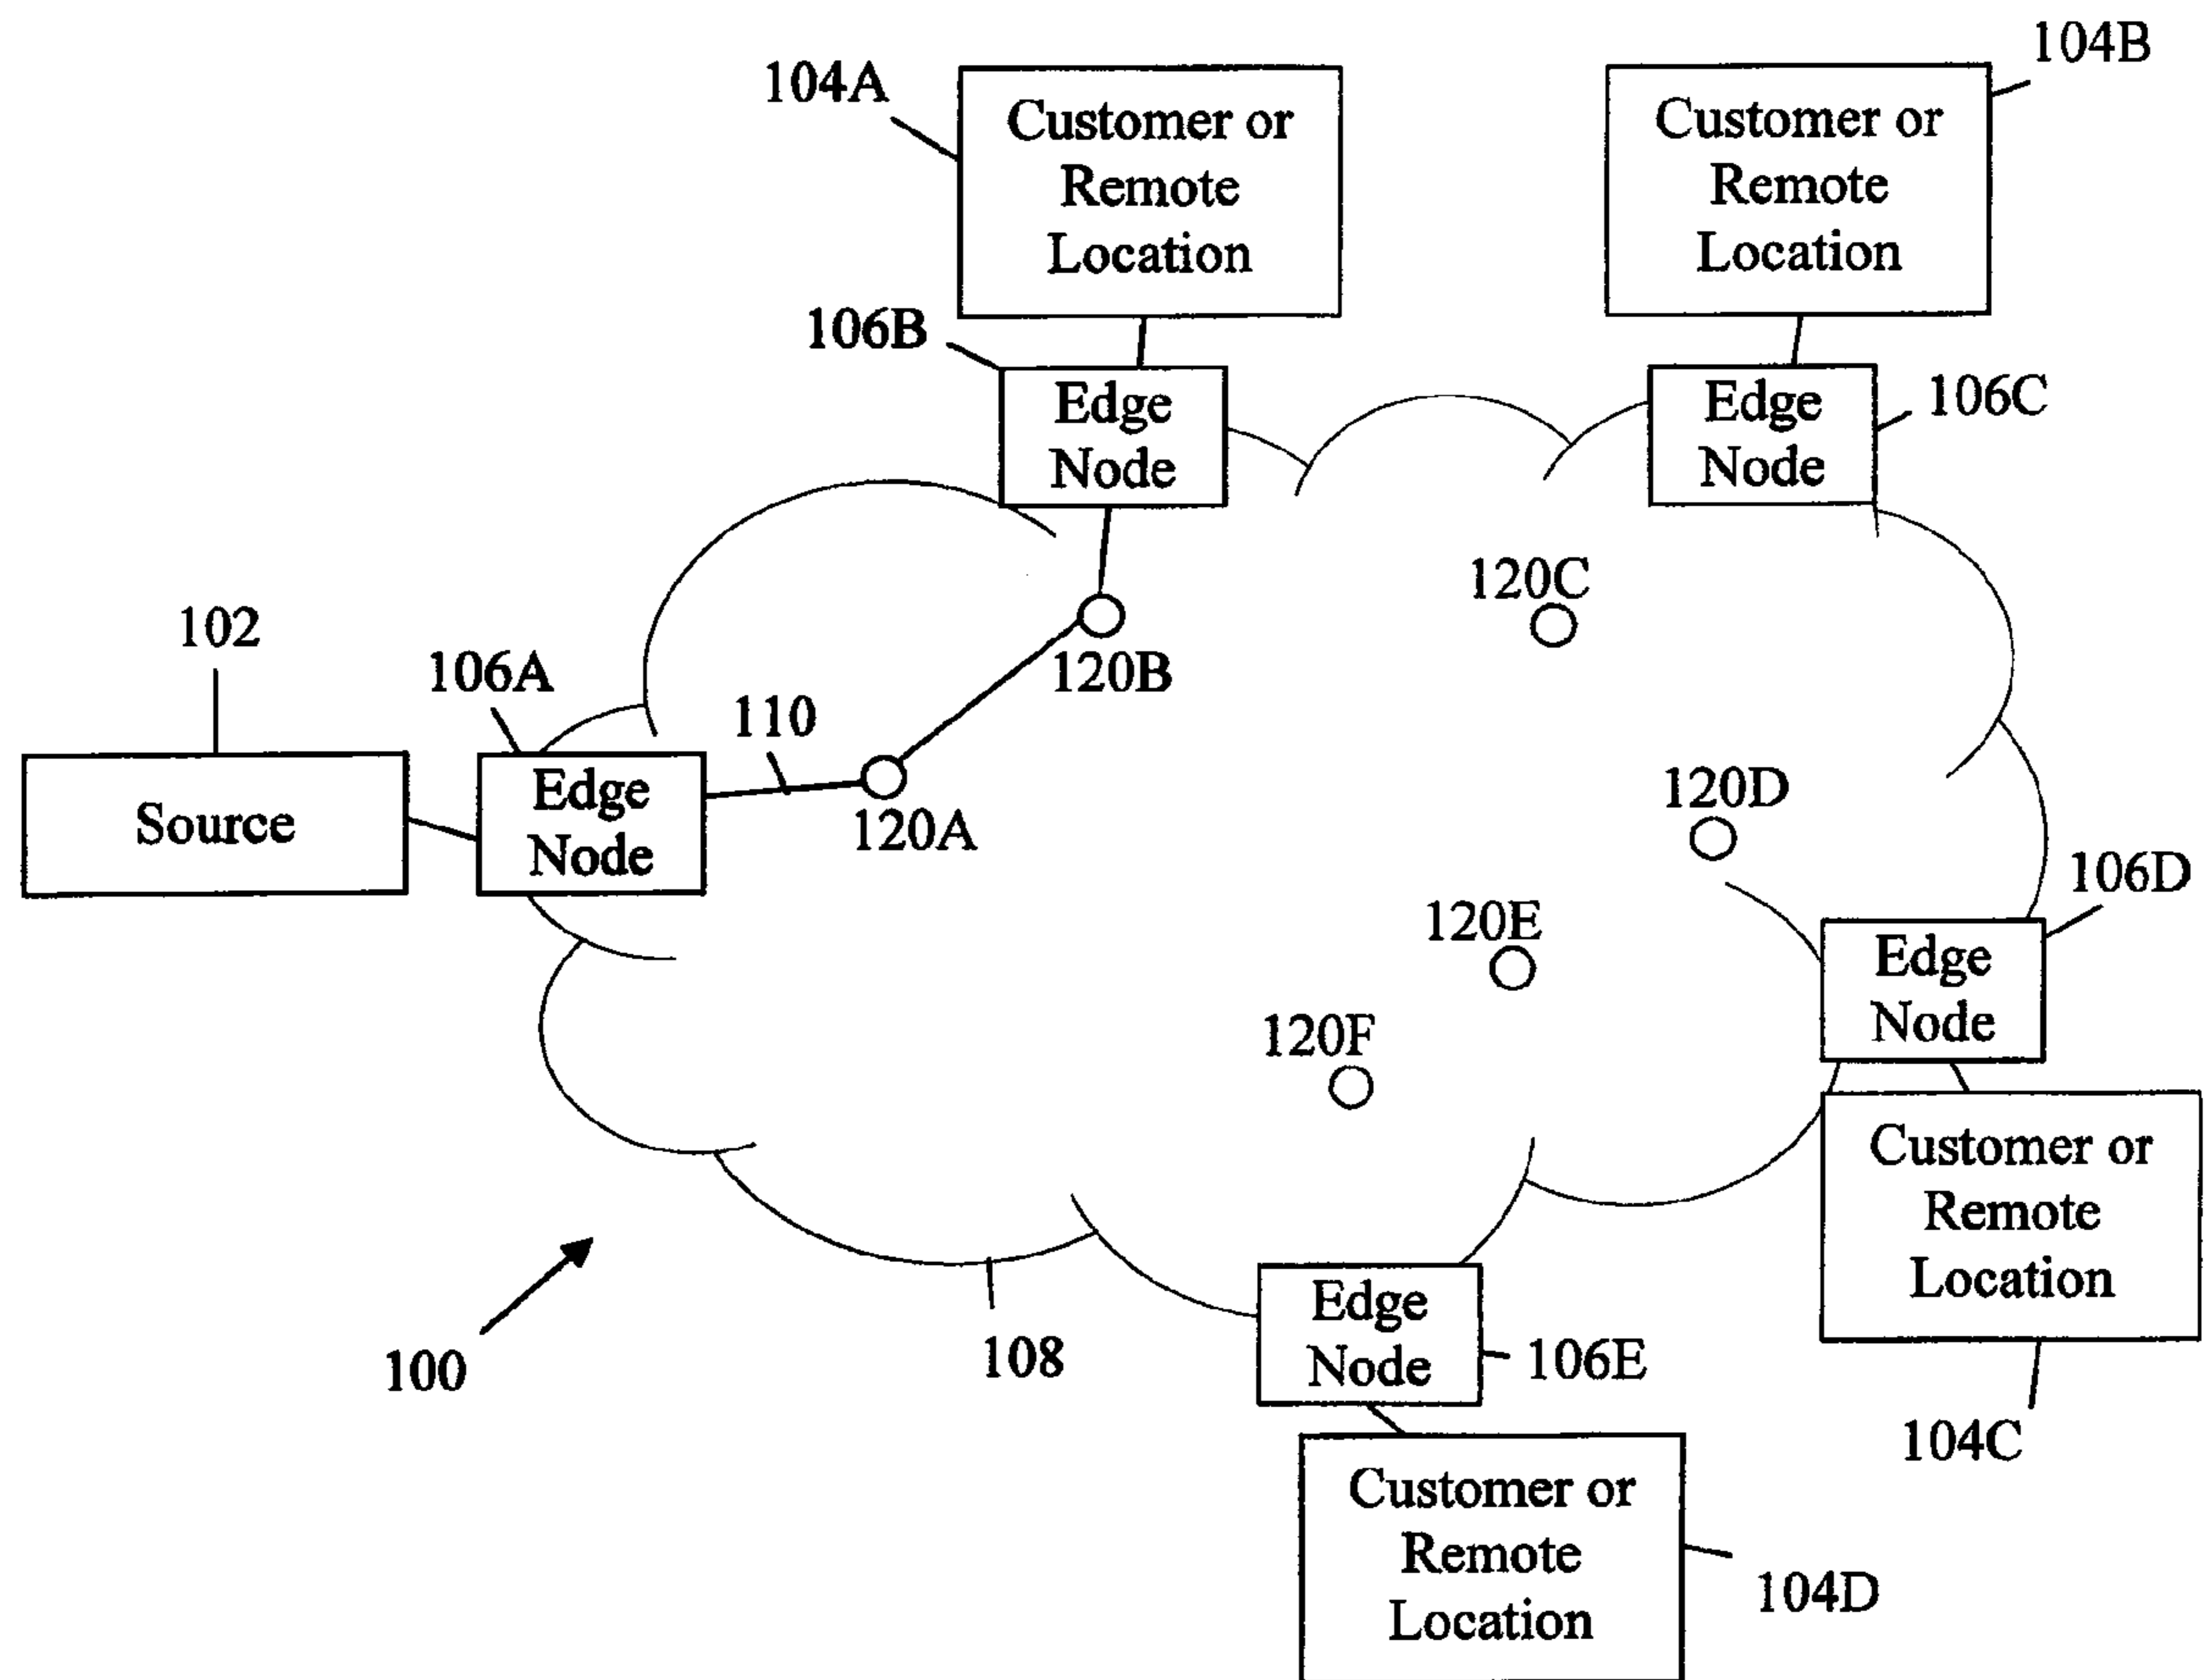 104B
104A
Customer or
Remote
Location
Customer or
Remote
Location
106B
Edge
Node
Edge
Node
106C
120C
102
106A
110
120B
Source
Edge
Node
120A
120D
106D
120E
Edge
Node
120F
Customer or
Remote
Location
100
108
Edge
Node
106E
104C
Customer or
Remote
Location
104D